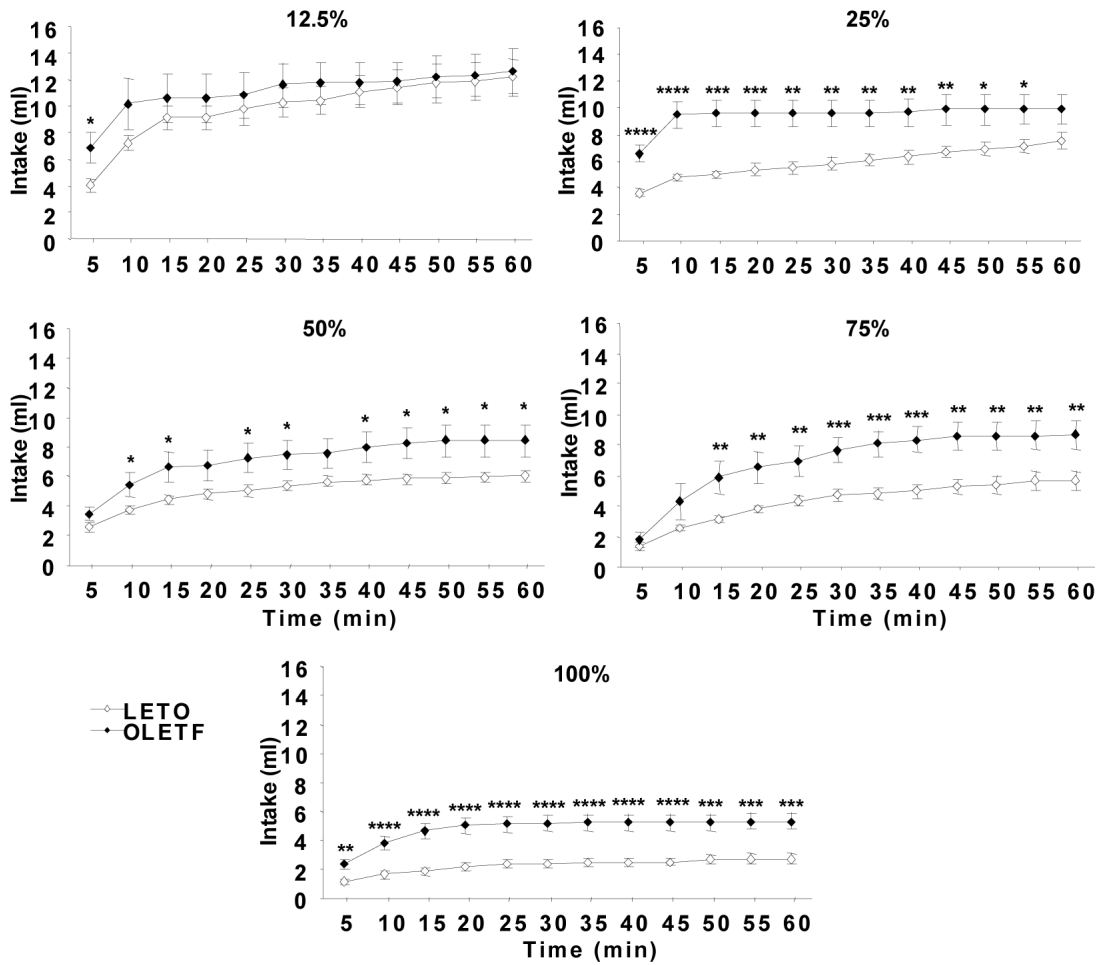 12.5%
Intake (ml)
16
14
12
10
8
6
4
2
0
*
5 10 15 20 25 30 35 40 45 50 55 60
25%
Intake (ml)
16
14
12
10
8
6
4
2
0
**** **** *** *** ** ** ** ** ** * *
5 10 15 20 25 30 35 40 45 50 55 60
50%
Intake (ml)
16
14
12
10
8
6
4
2
0
* * * * * * * * *
5 10 15 20 25 30 35 40 45 50 55 60
Time (min)
75%
Intake (ml)
16
14
12
10
8
6
4
2
0
** ** ** *** *** *** ** ** ** **
5 10 15 20 25 30 35 40 45 50 55 60
Time (min)
LETO
OLETF
100%
Intake (ml)
16
14
12
10
8
6
4
2
0
** **** **** **** **** **** **** **** **** *** *** ***
5 10 15 20 25 30 35 40 45 50 55 60
Time (min)